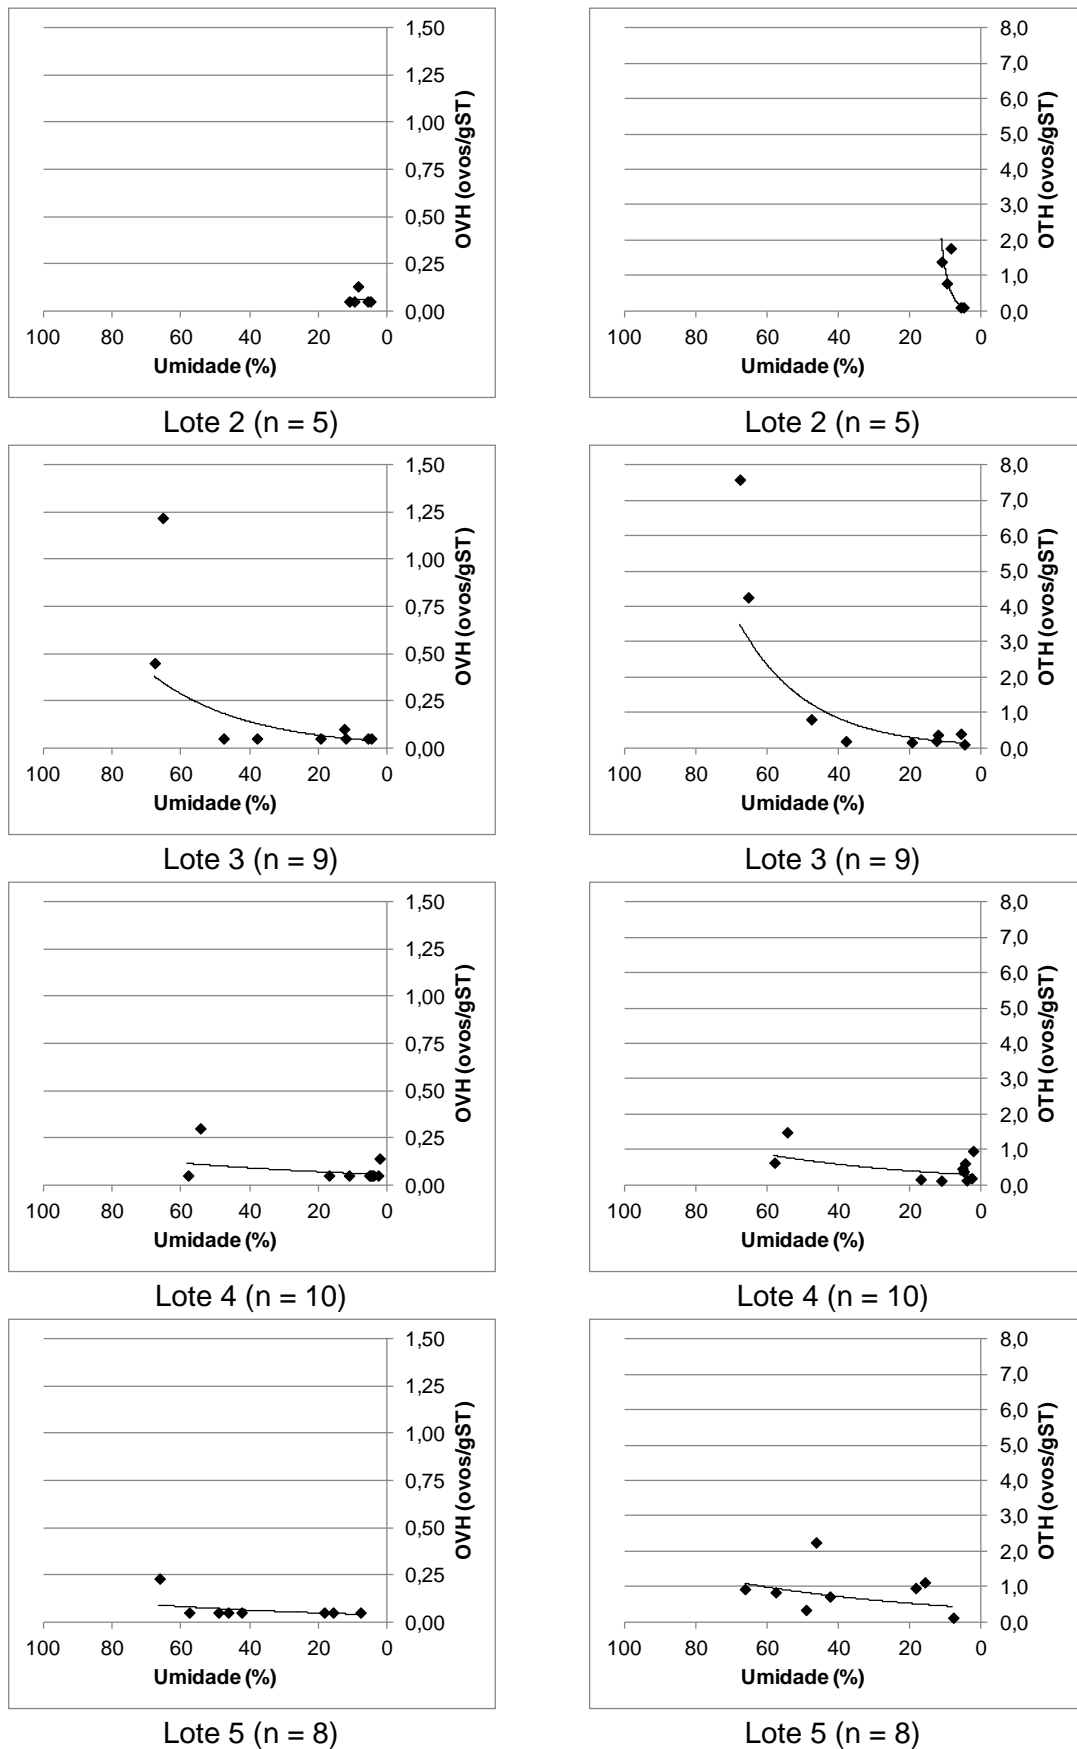 1,50
1,25
1,00
0,75
0,50
0,25
0,00
100 80 60 40 20 0
OVH (ovos/gST)
Umidade (%)
Lote 2 (n = 5)
8,0
7,0
6,0
5,0
4,0
3,0
2,0
1,0
0,0
100 80 60 40 20 0
OTH (ovos/gST)
Umidade (%)
Lote 2 (n = 5)
1,50
1,25
1,00
0,75
0,50
0,25
0,00
100 80 60 40 20 0
OVH (ovos/gST)
Umidade (%)
Lote 3 (n = 9)
8,0
7,0
6,0
5,0
4,0
3,0
2,0
1,0
0,0
100 80 60 40 20 0
OTH (ovos/gST)
Umidade (%)
Lote 3 (n = 9)
1,50
1,25
1,00
0,75
0,50
0,25
0,00
100 80 60 40 20 0
OVH (ovos/gST)
Umidade (%)
Lote 4 (n = 10)
8,0
7,0
6,0
5,0
4,0
3,0
2,0
1,0
0,0
100 80 60 40 20 0
OTH (ovos/gST)
Umidade (%)
Lote 4 (n = 10)
1,50
1,25
1,00
0,75
0,50
0,25
0,00
100 80 60 40 20 0
OVH (ovos/gST)
Umidade (%)
Lote 5 (n = 8)
8,0
7,0
6,0
5,0
4,0
3,0
2,0
1,0
0,0
100 80 60 40 20 0
OTH (ovos/gST)
Umidade (%)
Lote 5 (n = 8)